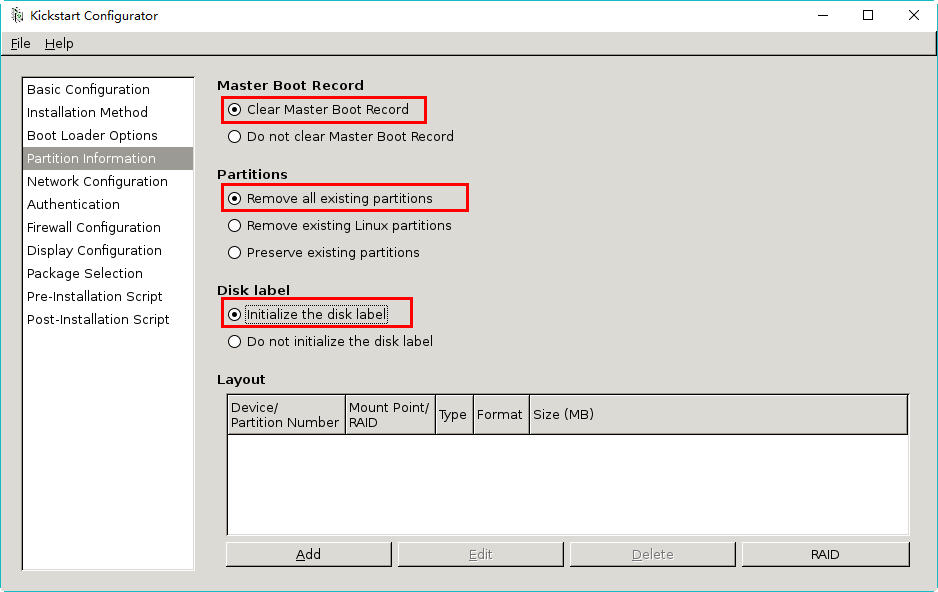 Kickstart Configurator
File Help
Basic Configuration
Installation Method
Boot Loader Options
Partition Information
Network Configuration
Authentication
Firewall Configuration
Display Configuration
Package Selection
Pre-Installation Script
Post-Installation Script
Master Boot Record
Clear Master Boot Record
Do not clear Master Boot Record
Partitions
Remove all existing partitions
Remove existing Linux partitions
Preserve existing partitions
Disk label
Initialize the disk label
Do not initialize the disk label
Layout
Device/
Partition Number
Mount Point/
RAID
Type
Format
Size (MB)
Add
Edit
Delete
RAID